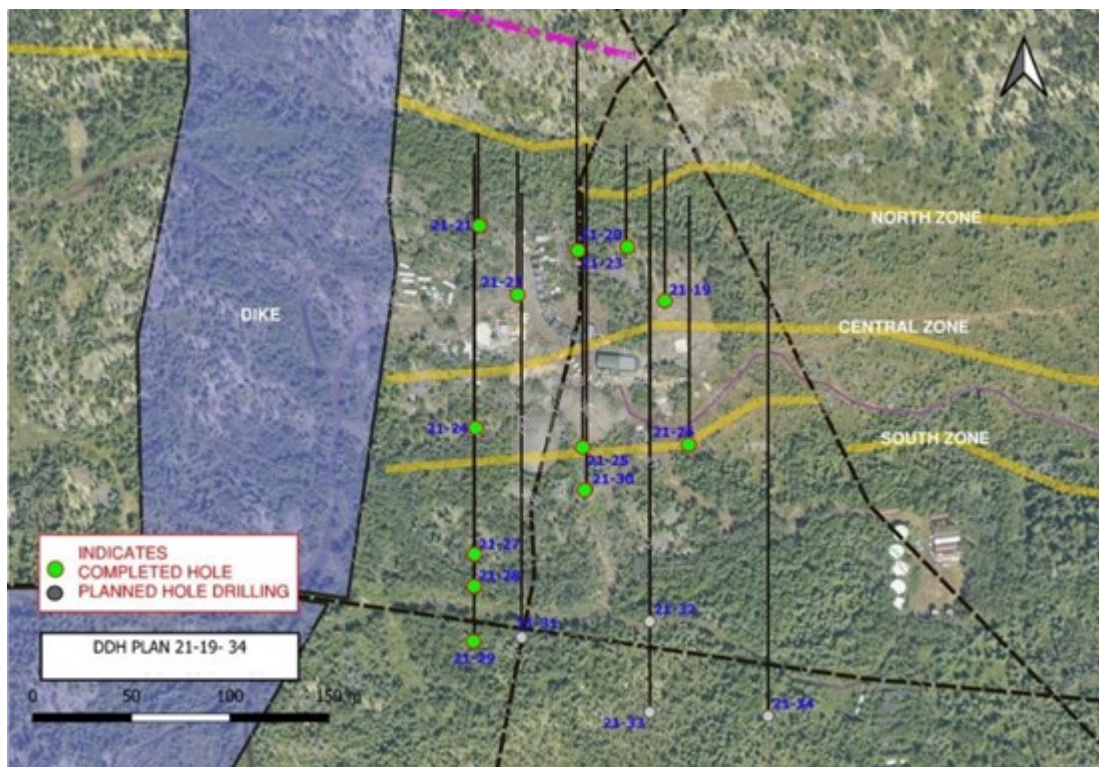 NORTH ZONE
21-21
21-20
21-23
21-19
DIKE
CENTRAL ZONE
21-24
21-26
SOUTH ZONE
21-25
21-30
21-27
21-28
21-31
21-32
21-29
21-33
21-34
INDICATES
COMPLETED HOLE
PLANNED HOLE DRILLING
DDH PLAN 21-19- 34
0 50 100 150 m